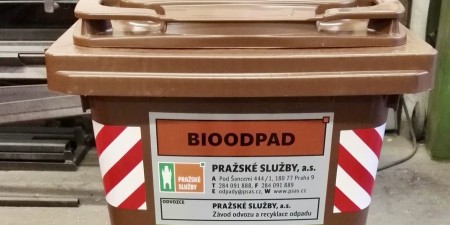 BIOODPAD
PRAŽSKÉ SLUŽBY, a.s.
A Pod Šancemi 444/1, 180 77 Praha 9
T 284 091 888, F 284 091 889
E odpady@psas.cz, W www.psas.cz
PRAŽSKÉ
SLUŽBY
ODVOZCE
PRAŽSKÉ SLUŽBY, a.s.
Závod odvozu a recyklace odpadu